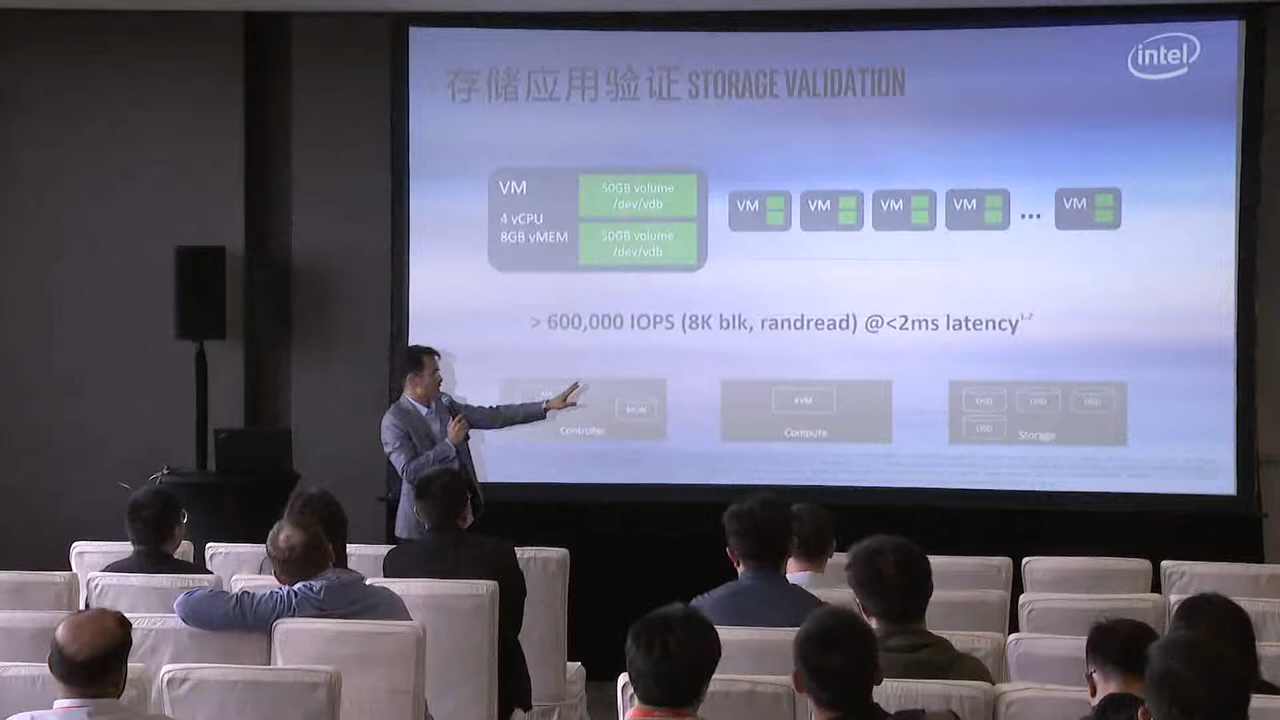 存储应用验证 STORAGE VALIDATION
intel
VM
4 vCPU
8GB vMEM
50GB volume
/dev/vdb
50GB volume
/dev/vdb
VM
VM
VM
VM
...
VM
> 600,000 IOPS (8K blk, randread) @<2ms latency1,2
MON
Controller
KVM
Compute
OSD
OSD
OSD
OSD
Storage